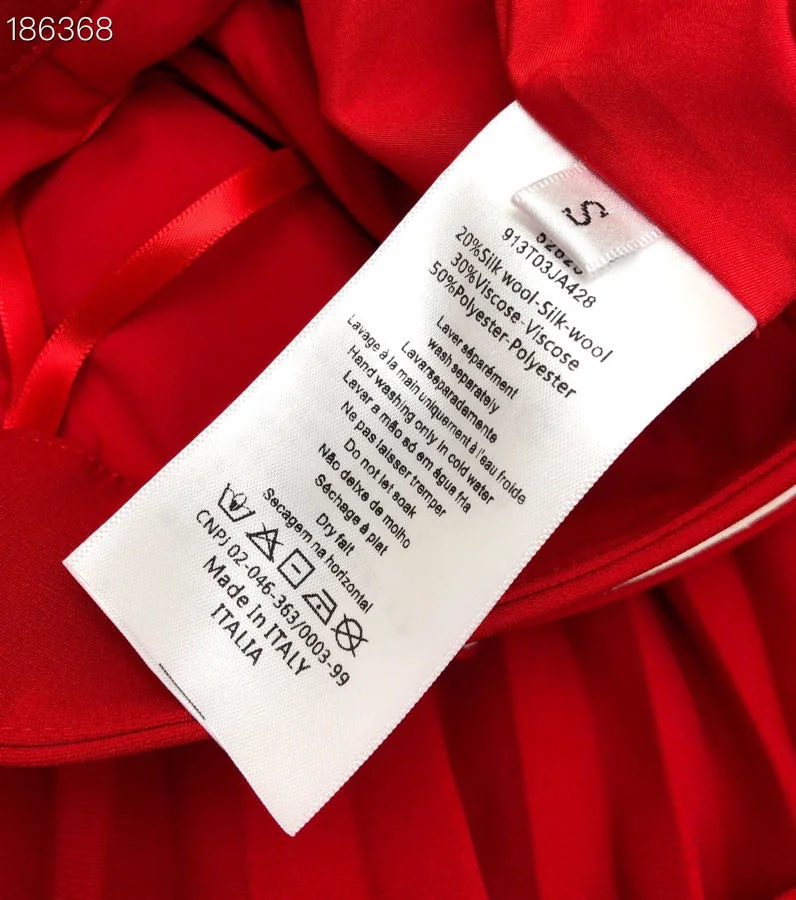 186368
S
913T03JA428
20%Silk wool-Silk-wool
30%Viscose-Viscose
50%Polyester-Polyester
Laver séparément
wash separately
Lavarseparadamente
Lavage à la main uniquement à l'eau froide
Hand washing only in cold water
Lavar a mão só em água fria
Ne pas laisser tremper
Do not let soak
Não deixe de molho
Séchage à plat
Dry falt
Secagem na horizontal
CNPJ 02-046-363/0003-99
Made In ITALY
ITALIA